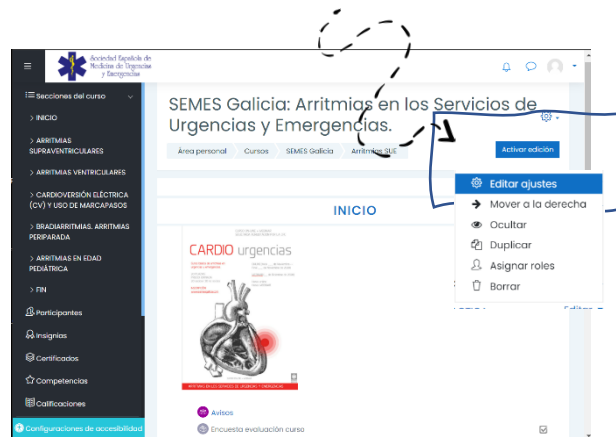 Sociedad Española de
Medicina de Urgencias
y Emergencias
Secciones del curso
> INICIO
> ARRITMIAS
SUPRAVENTRICULARES
> ARRITMIAS VENTRICULARES
> CARDIOVERSIÓN ELÉCTRICA
(CV) Y USO DE MARCAPASOS
> BRADIARRITMIAS. ARRITMIAS
PERIPARADA
> ARRITMIAS EN EDAD
PEDIÁTRICA
> FIN
Participantes
Insignias
Certificados
Competencias
Calificaciones
Configuraciones de accesibilidad
SEMES Galicia: Arritmias en los Servicios de
Urgencias y Emergencias.
Área personal Cursos SEMES Galicia Arritmias SUE
Activar edición
Editar ajustes
Mover a la derecha
Ocultar
Duplicar
Asignar roles
Borrar
Editar
INICIO
CARDIO urgencias
ARRITMIAS EN LOS SERVICIOS DE URGENCIAS Y EMERGENCIAS
Avisos
Encuesta evaluación curso